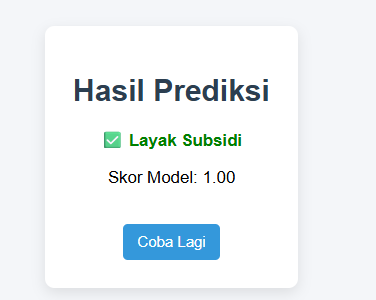 Hasil Prediksi
✅ Layak Subsidi
Skor Model: 1.00
Coba Lagi